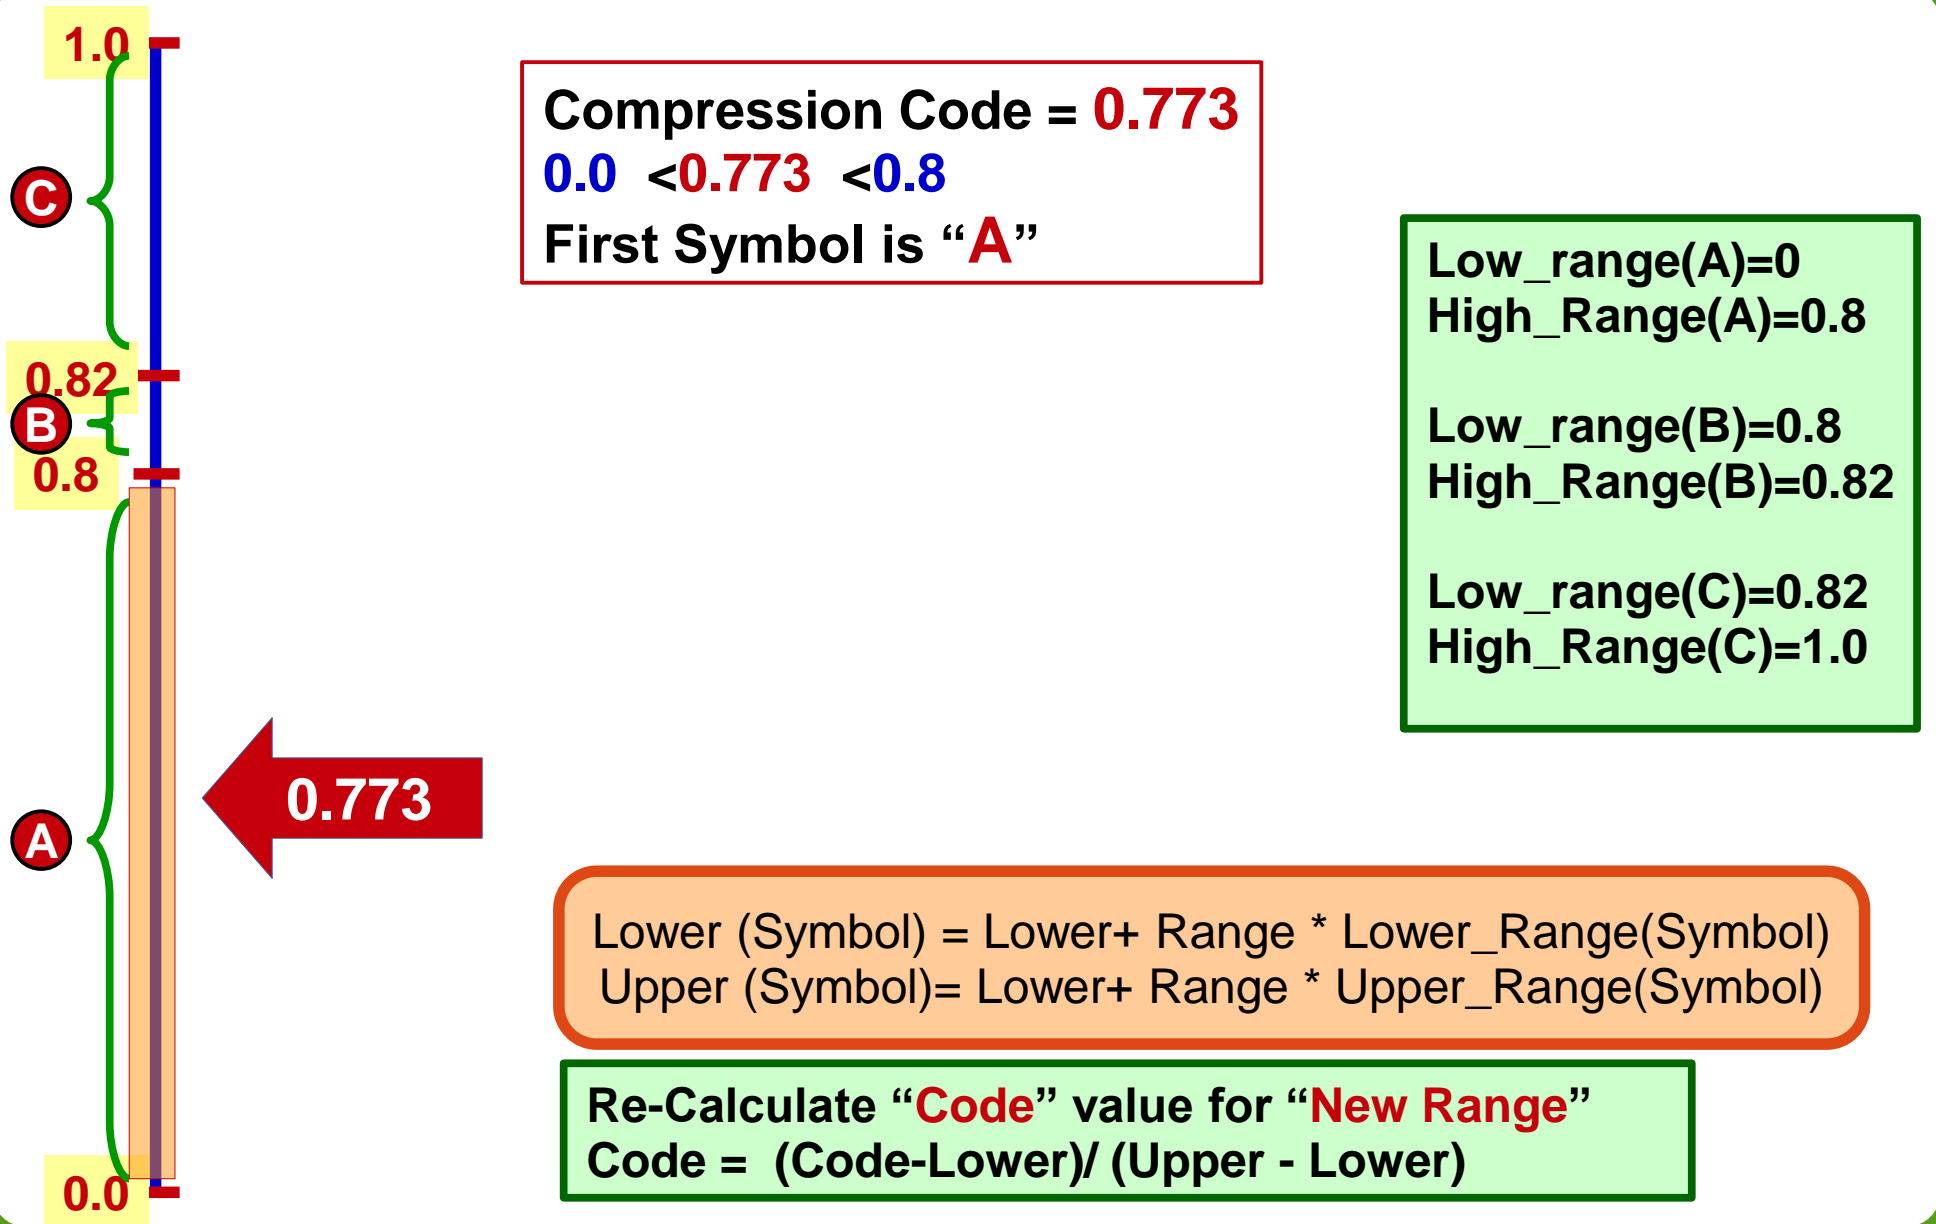 1.0
C
0.82
B
0.8
A
0.0
0.773
Compression Code = 0.773
0.0 <0.773 <0.8
First Symbol is “A”
Low_range(A)=0
High_Range(A)=0.8
Low_range(B)=0.8
High_Range(B)=0.82
Low_range(C)=0.82
High_Range(C)=1.0
Lower (Symbol) = Lower+ Range * Lower_Range(Symbol)
Upper (Symbol)= Lower+ Range * Upper_Range(Symbol)
Re-Calculate “Code” value for “New Range”
Code = (Code-Lower)/ (Upper - Lower)